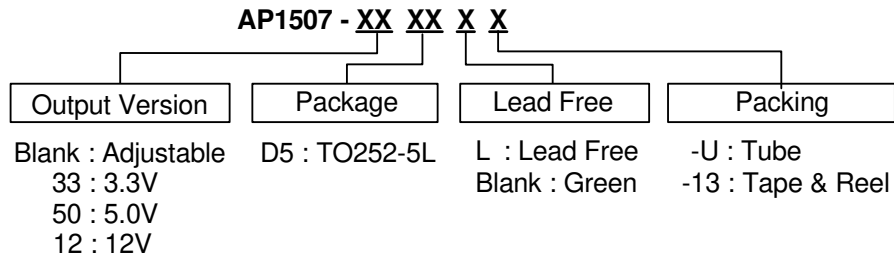 AP1507 - XX XX X X
Output Version
Package
Lead Free
Packing
Blank : Adjustable
33 : 3.3V
50 : 5.0V
12 : 12V
D5 : TO252-5L
L : Lead Free
Blank : Green
-U : Tube
-13 : Tape & Reel